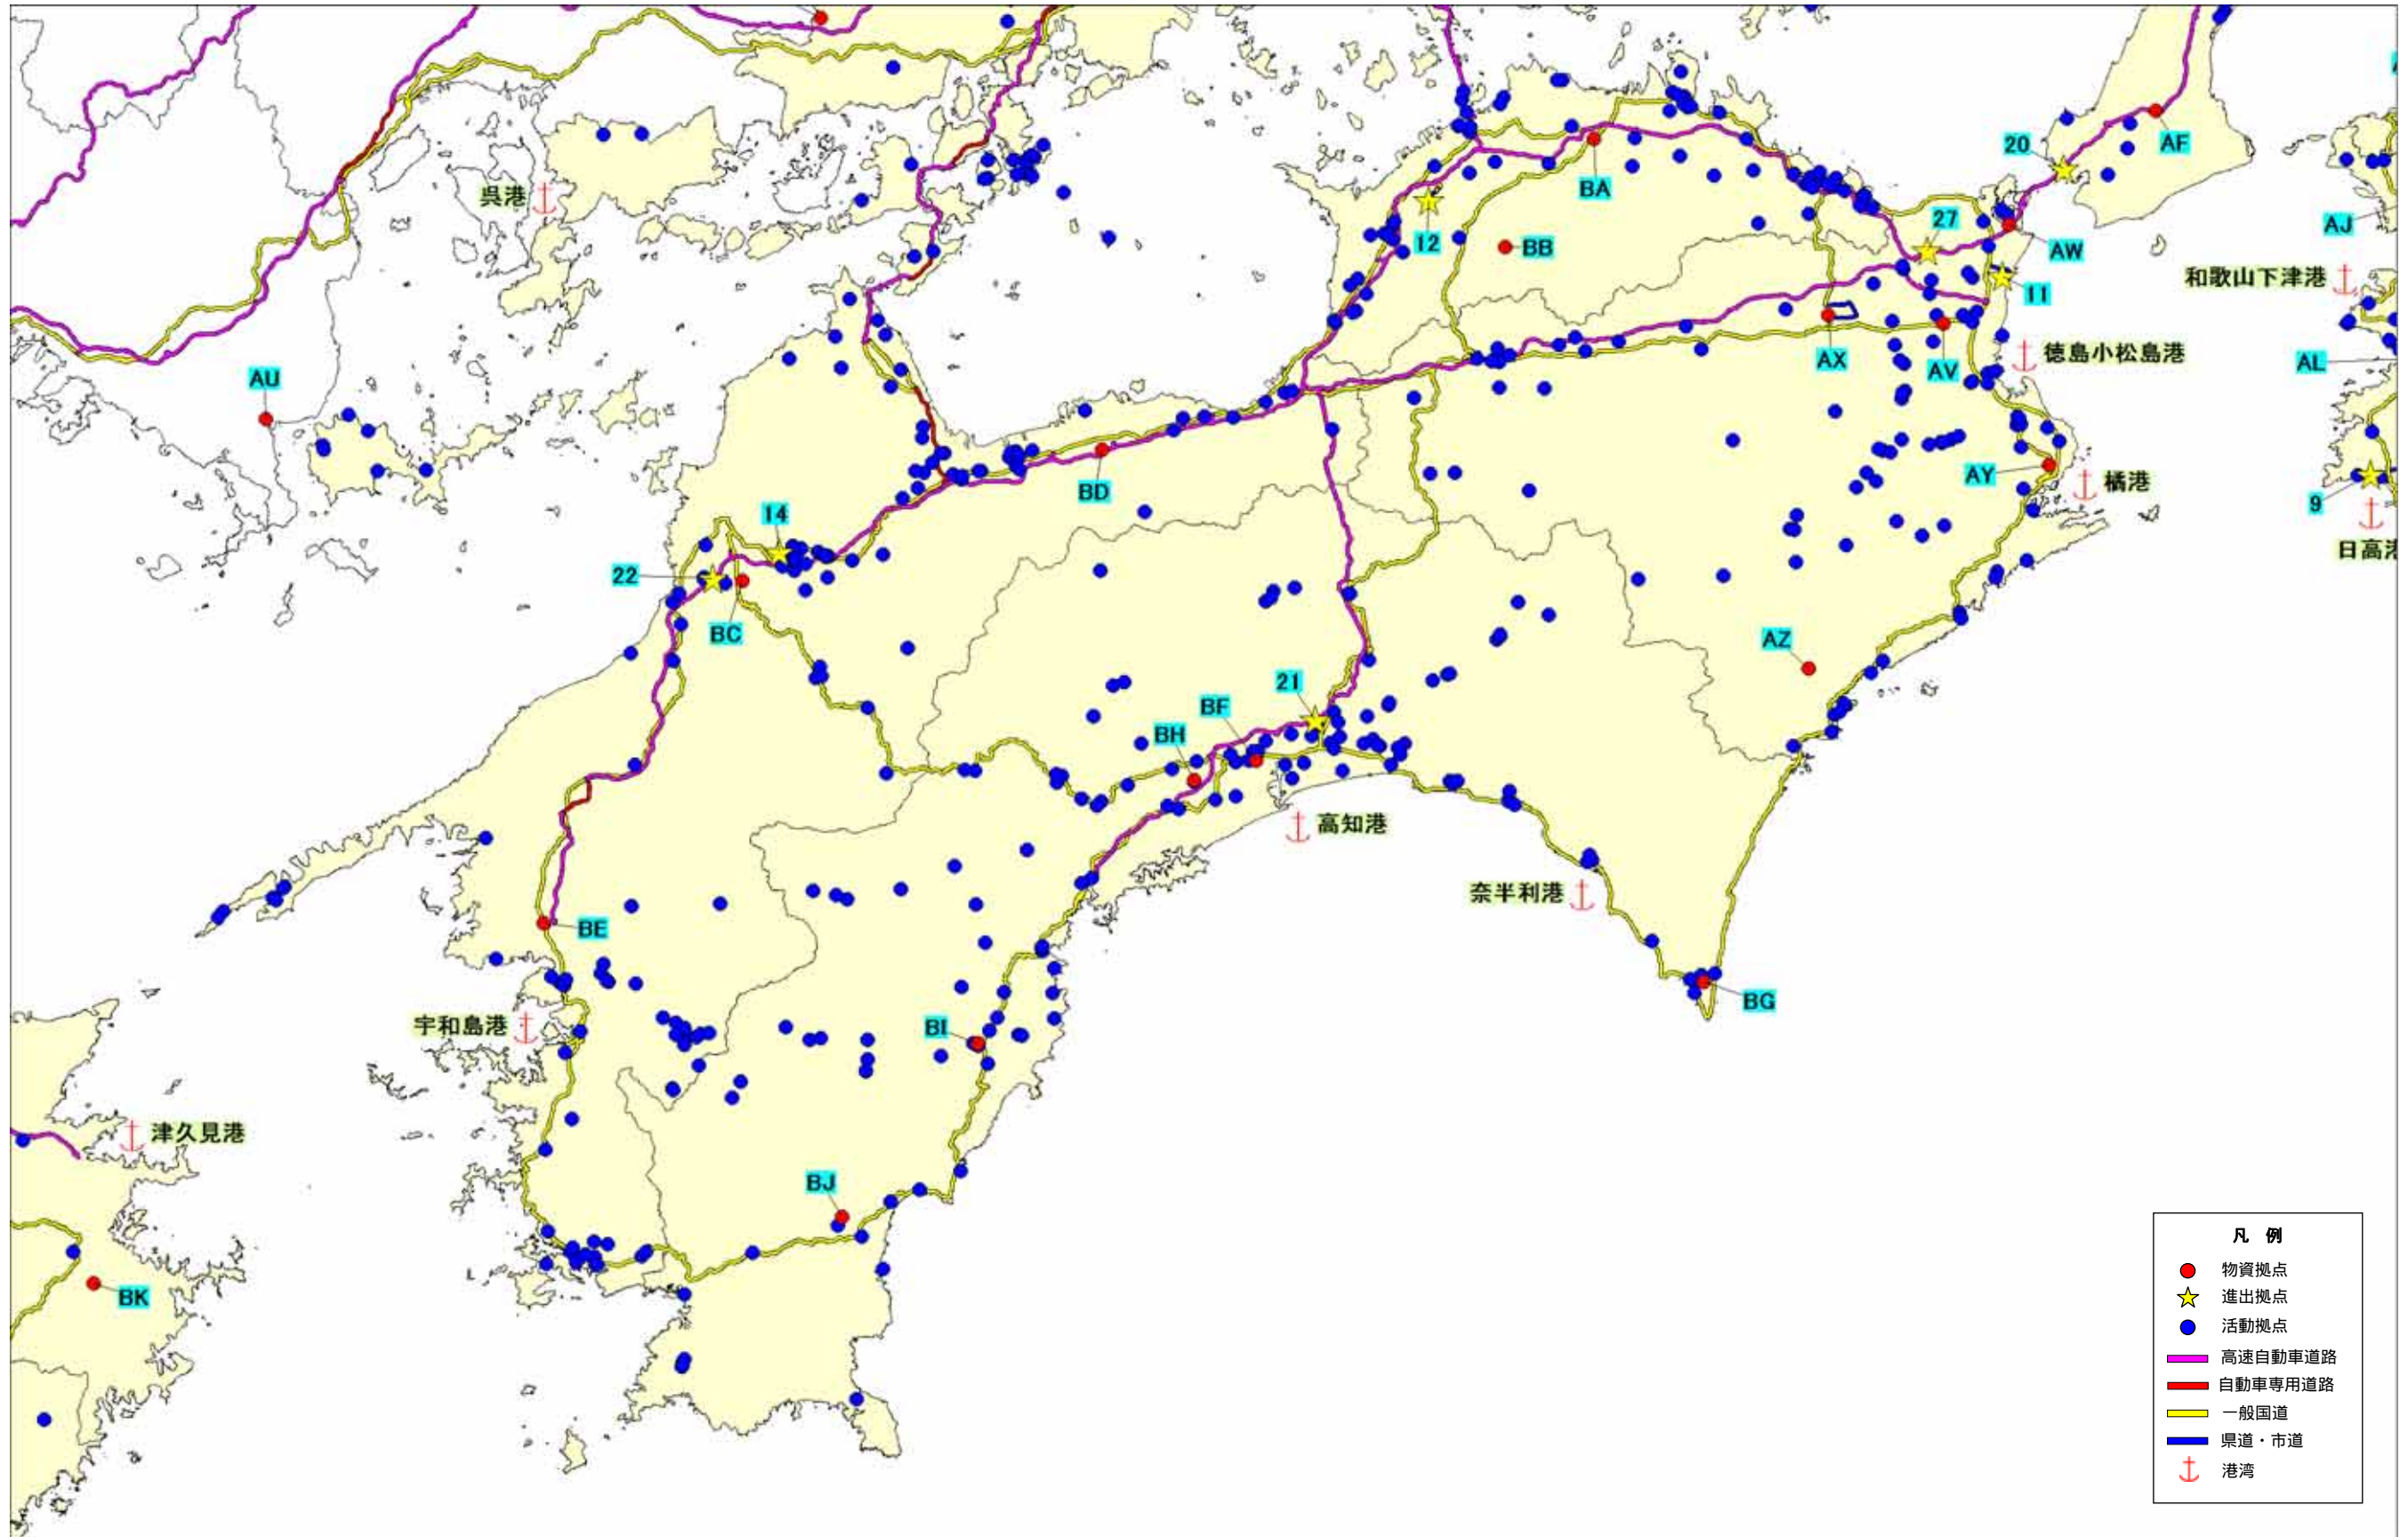 20
AF
呉港
BA
AJ
27
12
BB
AW
和歌山下津港
11
徳島小松島港
AX
AV
AL
AU
BD
AY
橘港
14
9
22
日高港
BC
AZ
21
BF
BH
高知港
奈半利港
BE
BG
宇和島港
BI
津久見港
BJ
BK
凡 例
物資拠点
進出拠点
活動拠点
高速自動車道路
自動車専用道路
一般国道
県道・市道
港湾